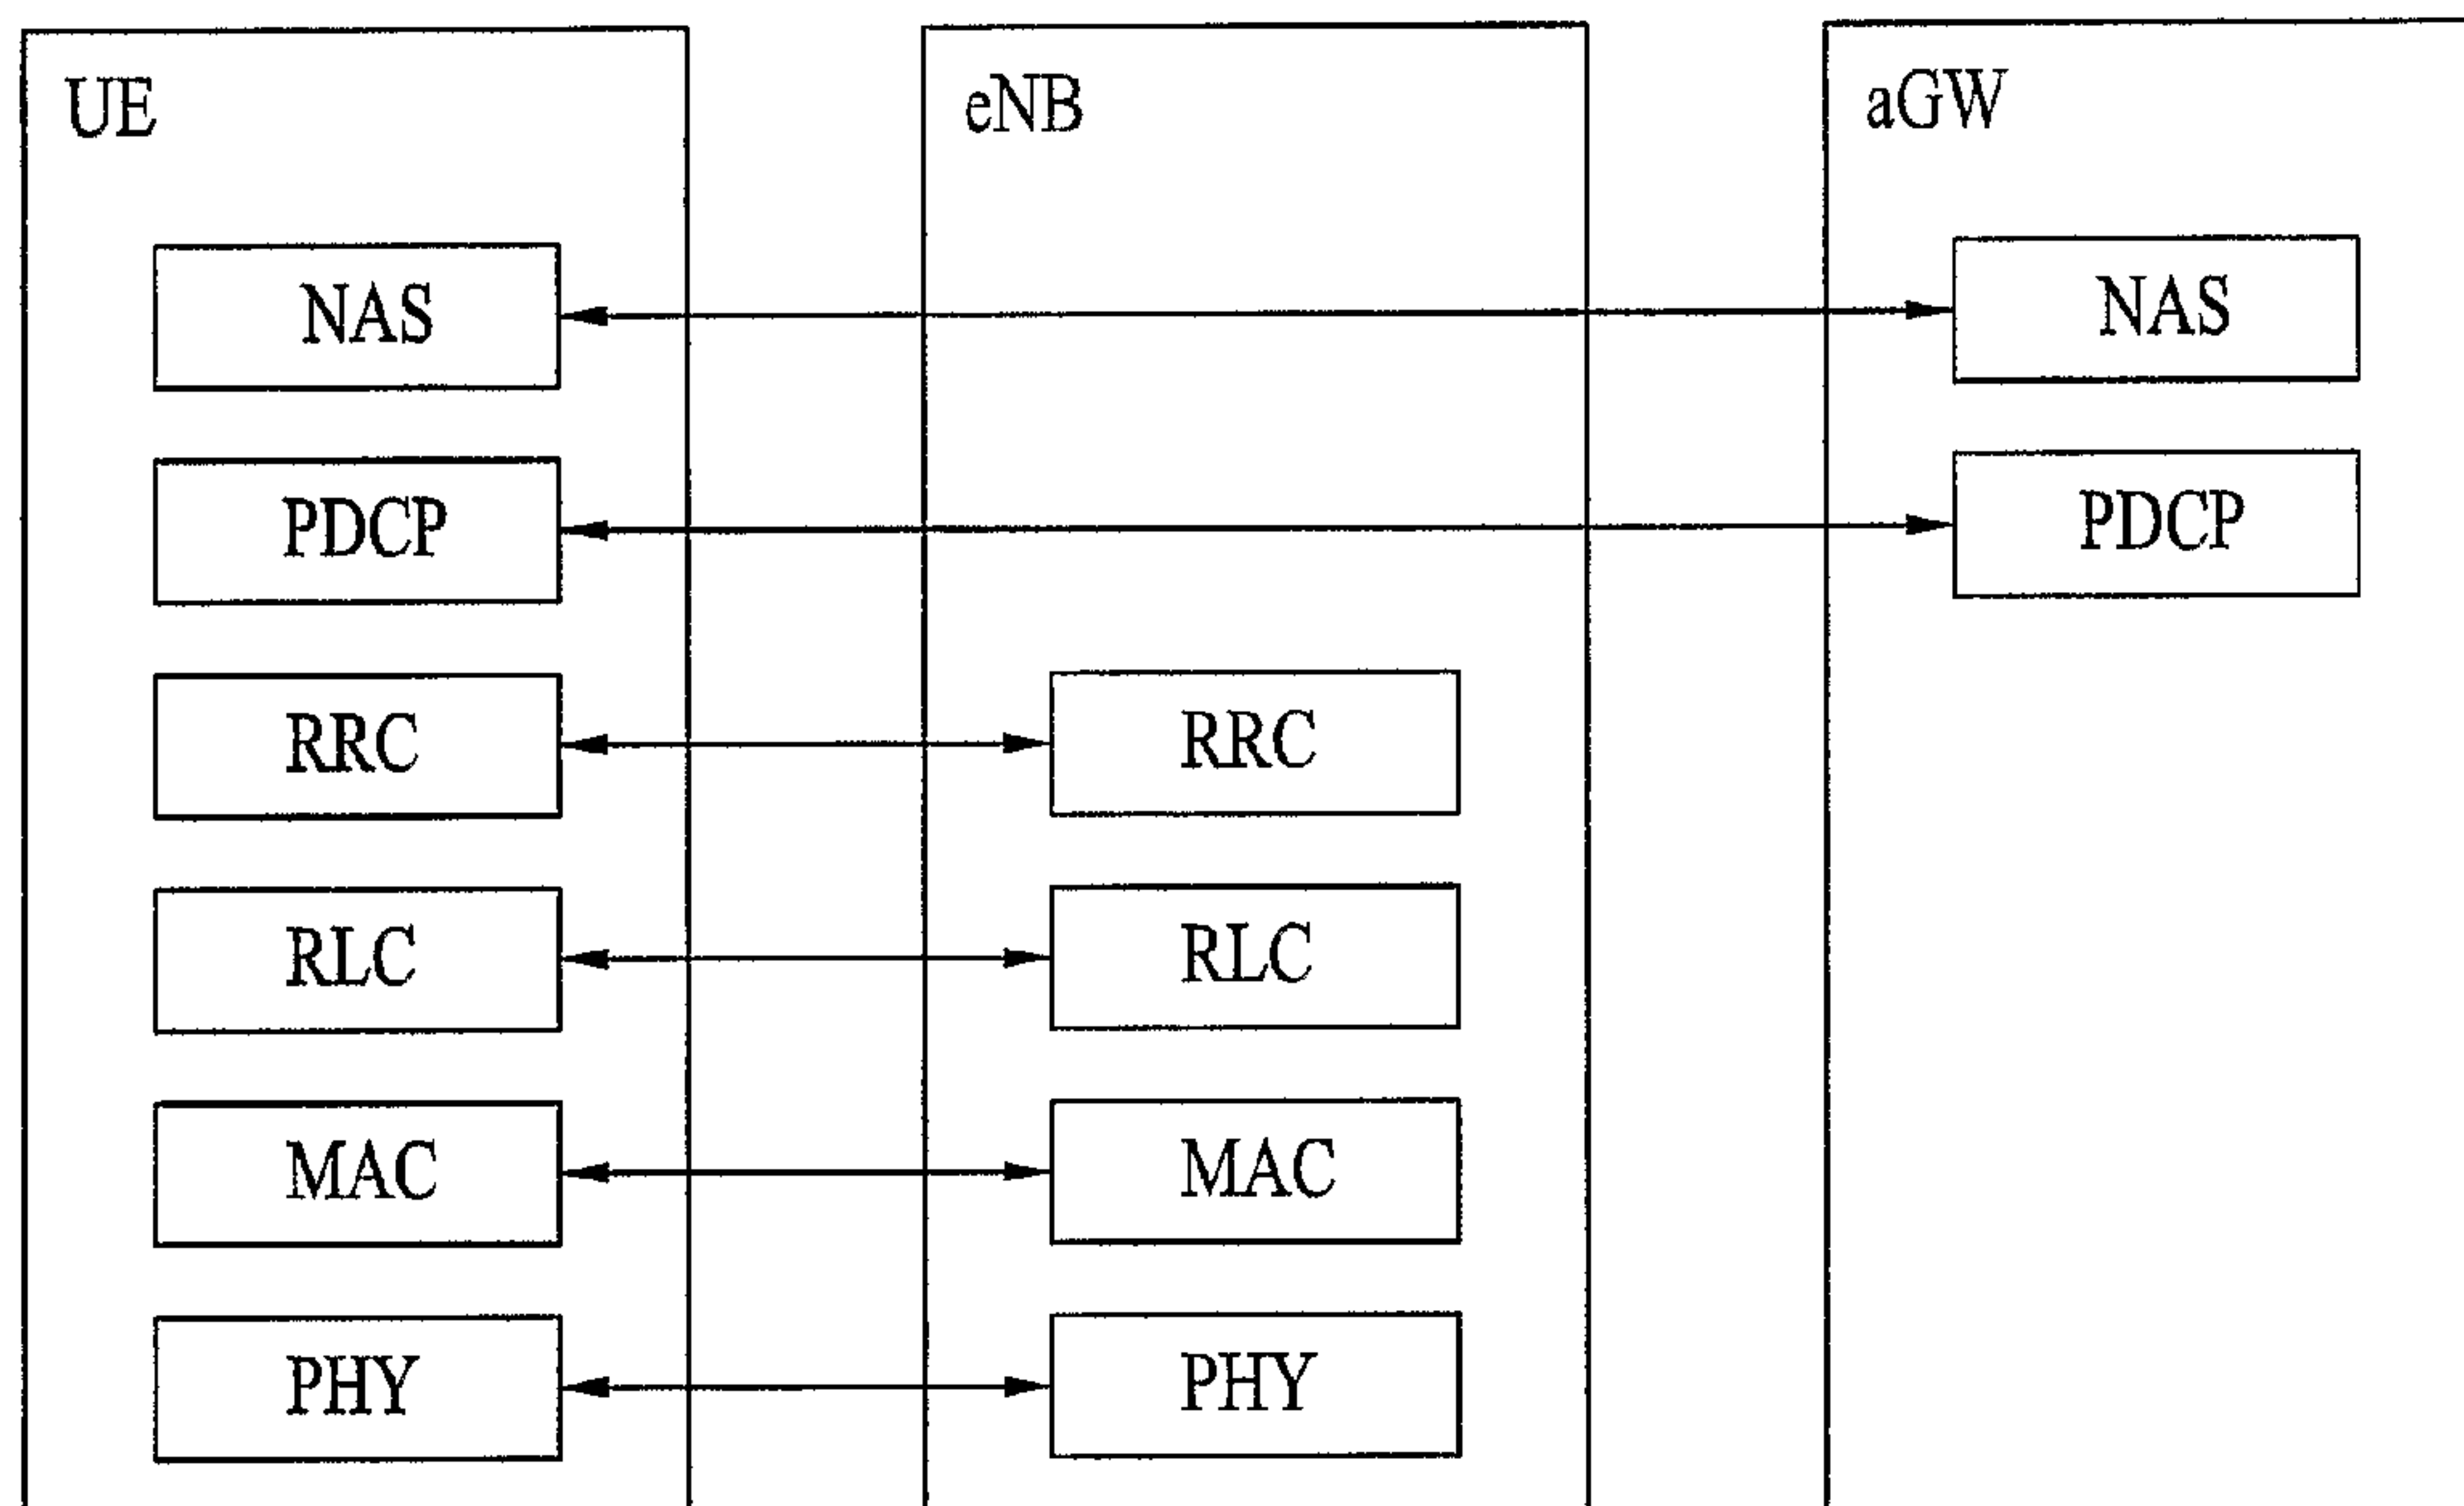 UE
eNB
aGW
NAS
NAS
PDCP
PDCP
RRC
RRC
RLC
RLC
MAC
MAC
PHY
PHY